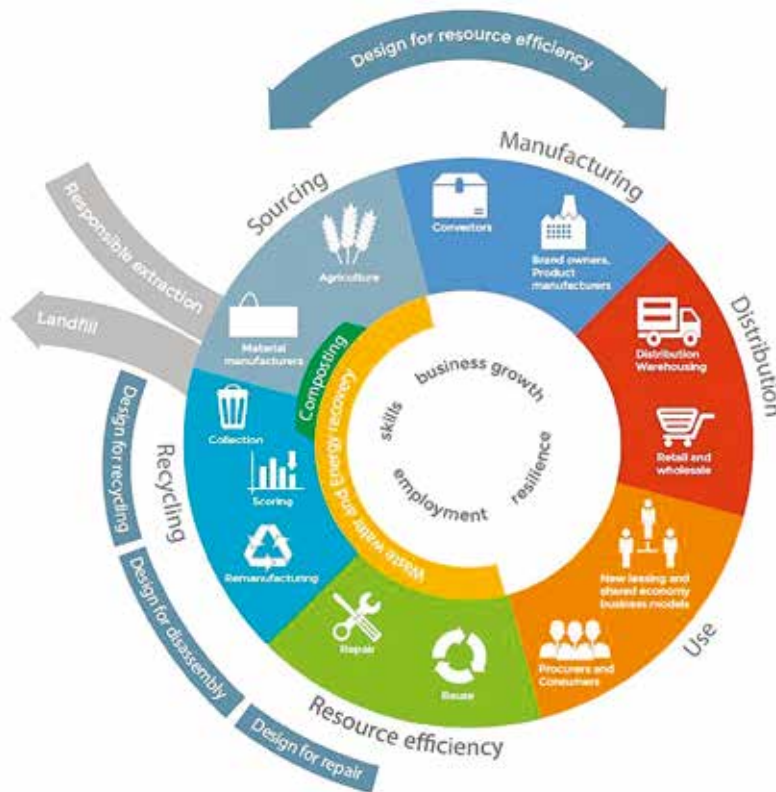 Design for resource efficiency
Manufacturing
Sourcing
Responsible extraction
Landfill
Convertors
Brand owners,
Product
manufacturers
Agriculture
Material
manufacturers
Distribution
Distribution
Warehousing
Retail and
wholesale
Composting
Waste water and Energy recovery
business growth
skills
resilience
employment
Collection
Scoring
Remanufacturing
Recycling
Design for recycling
Design for disassembly
Design for repair
Repair
Reuse
Resource efficiency
New leasing and
shared economy
business models
Procurers and
Consumers
Use